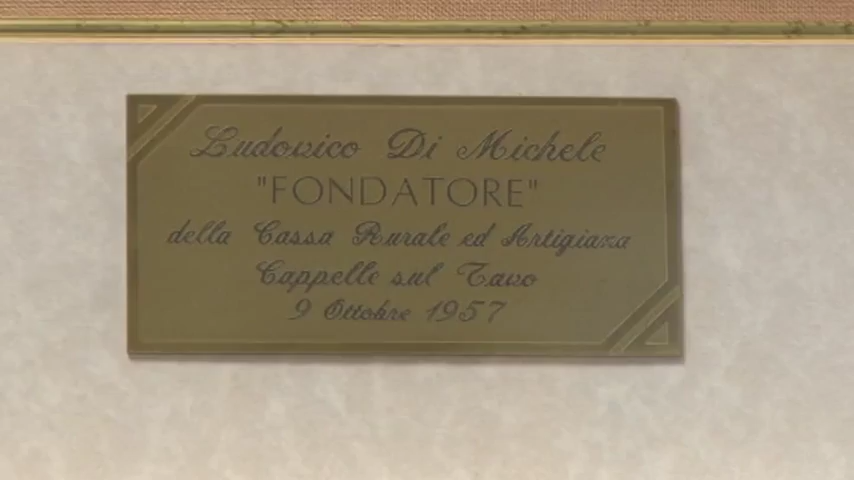 Ludovico Di Michele
"FONDATORE"
della Cassa Rurale ed Artigiana
Cappelle sul Tavo
9 Ottobre 1957